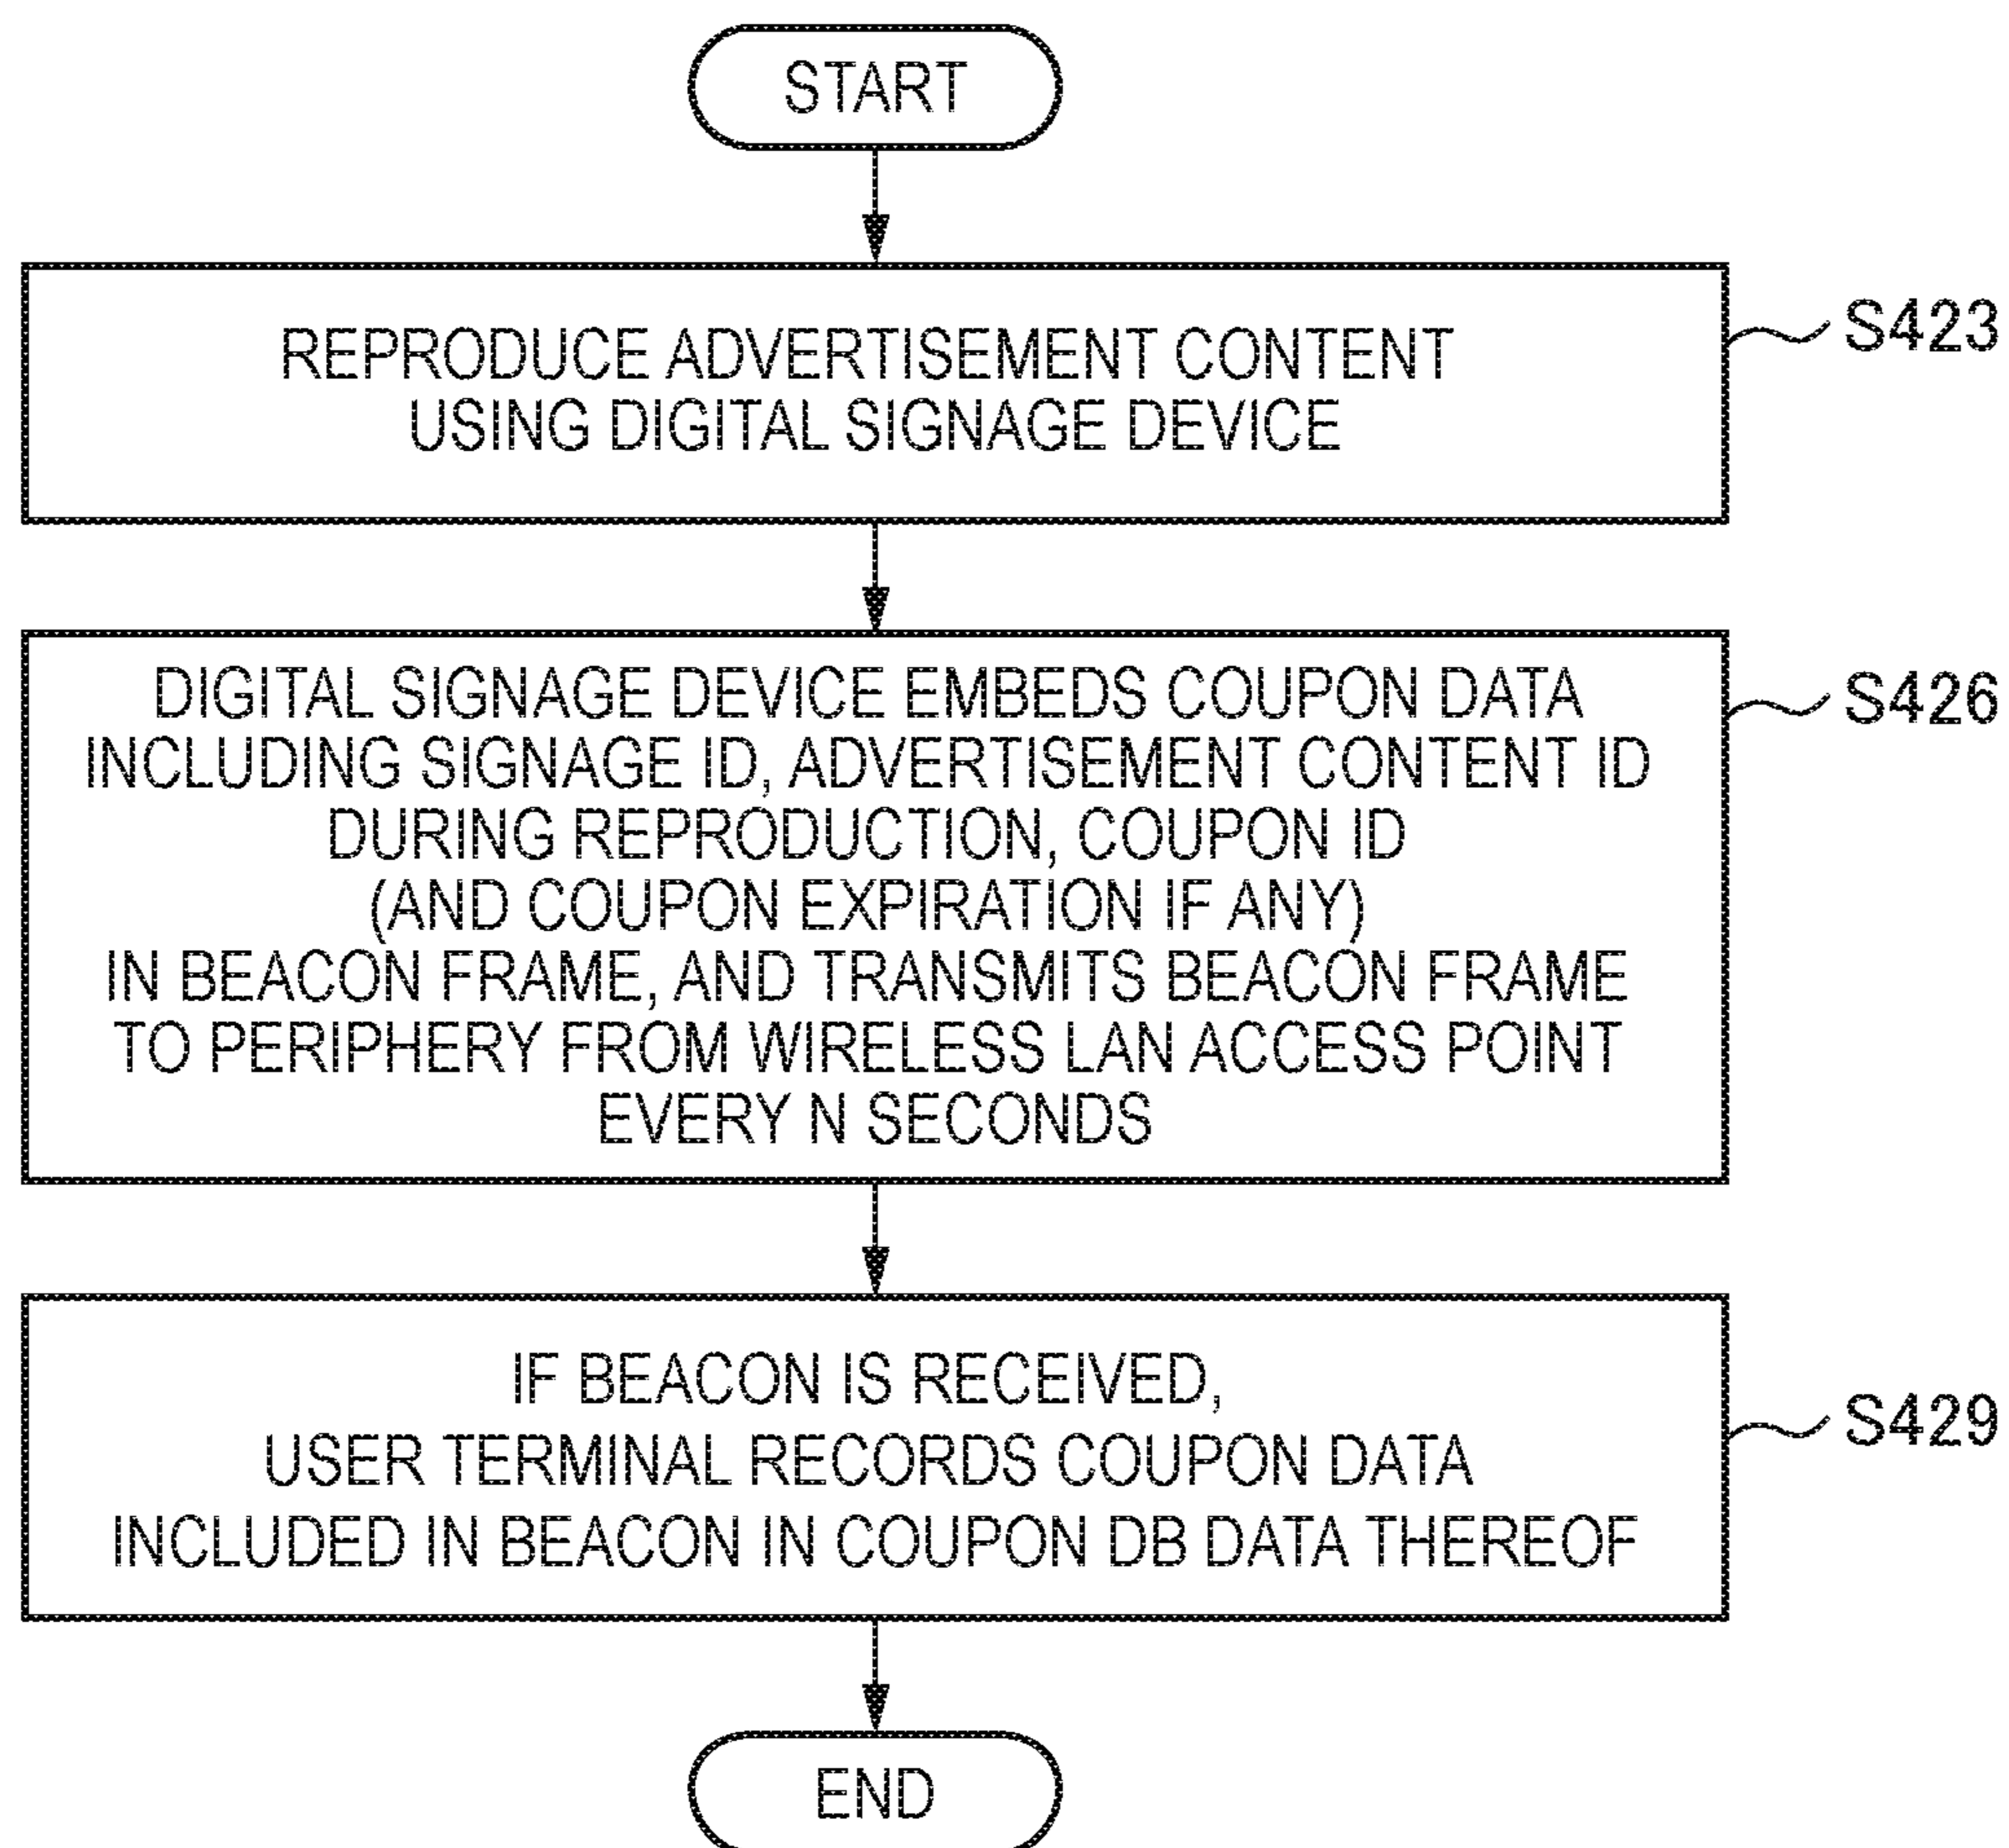 START
REPRODUCE ADVERTISEMENT CONTENT
USING DIGITAL SIGNAGE DEVICE
S423
DIGITAL SIGNAGE DEVICE EMBEDS COUPON DATA
INCLUDING SIGNAGE ID, ADVERTISEMENT CONTENT ID
DURING REPRODUCTION, COUPON ID
(AND COUPON EXPIRATION IF ANY)
IN BEACON FRAME, AND TRANSMITS BEACON FRAME
TO PERIPHERY FROM WIRELESS LAN ACCESS POINT
EVERY N SECONDS
S426
IF BEACON IS RECEIVED,
USER TERMINAL RECORDS COUPON DATA
INCLUDED IN BEACON IN COUPON DB DATA THEREOF
S429
END